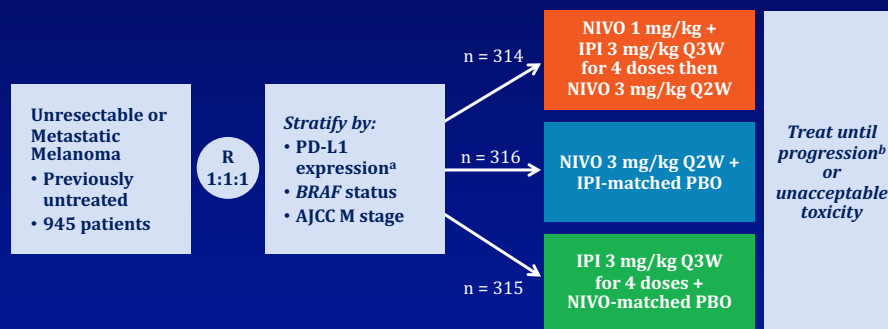 Unresectable or
Metastatic
Melanoma
• Previously
untreated
• 945 patients
R
1:1:1
Stratify by:
• PD-L1
expressionᵃ
• BRAF status
• AJCC M stage
n = 314
n = 316
n = 315
NIVO 1 mg/kg +
IPI 3 mg/kg Q3W
for 4 doses then
NIVO 3 mg/kg Q2W
NIVO 3 mg/kg Q2W +
IPI-matched PBO
IPI 3 mg/kg Q3W
for 4 doses +
NIVO-matched PBO
Treat until
progressionᵇ
or
unacceptable
toxicity